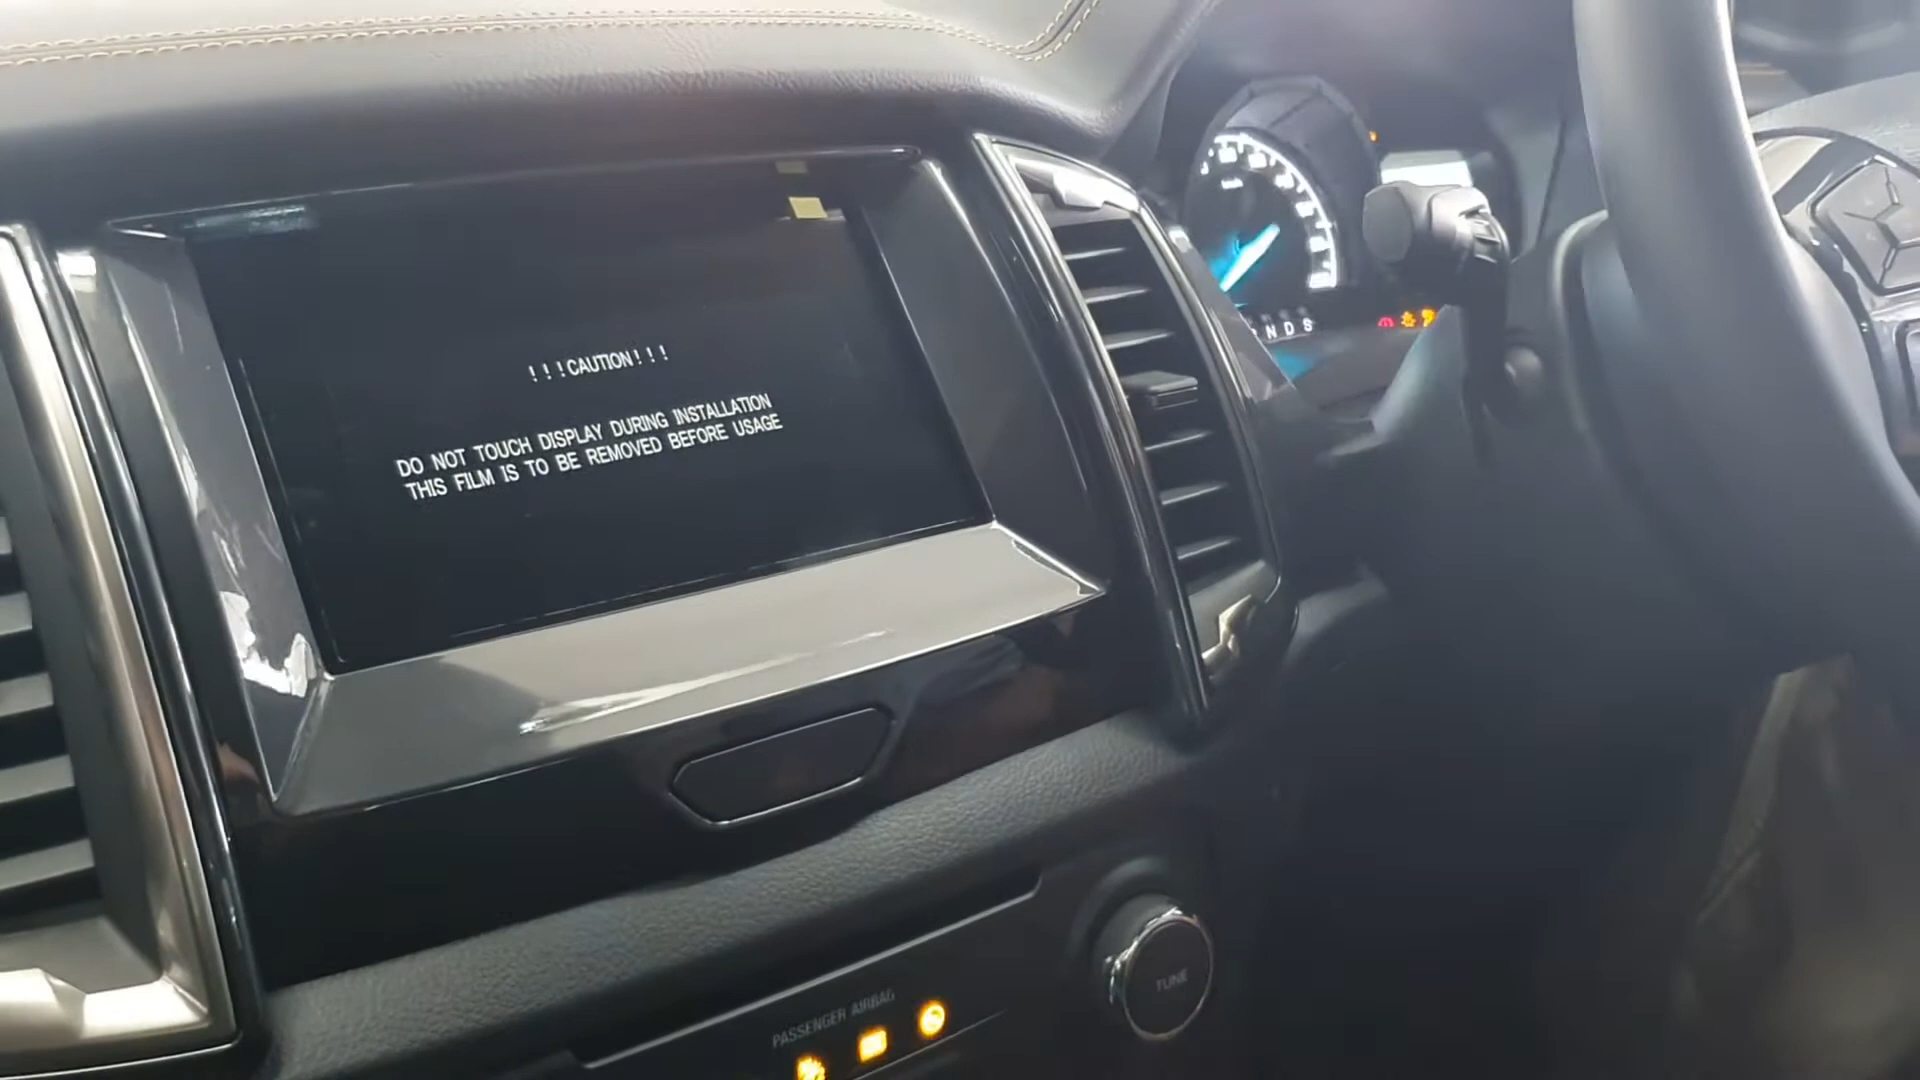 !!!CAUTION!!!
DO NOT TOUCH DISPLAY DURING INSTALLATION
THIS FILM IS TO BE REMOVED BEFORE USAGE
N D S
TUNE
PASSENGER AIRBAG